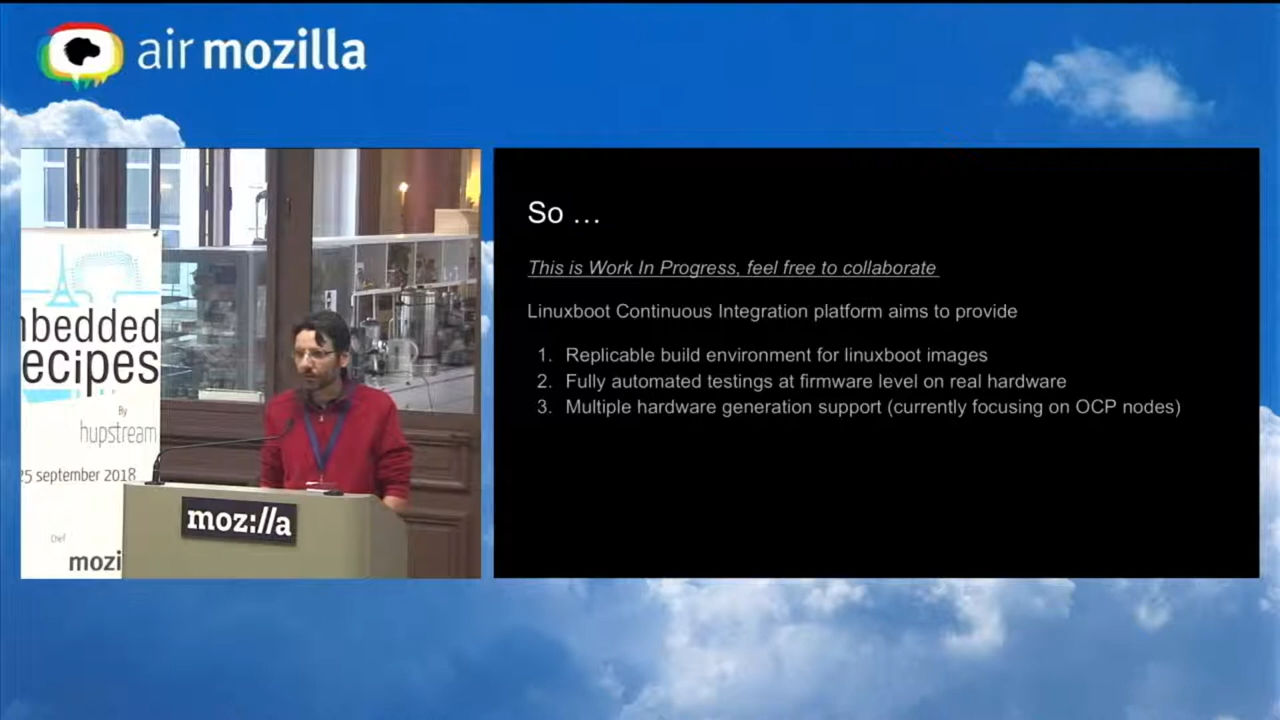 air mozilla
mbedded
ecipes
By
hupstream
25 september 2018
Chef
mozi
moz://a
So …
This is Work In Progress, feel free to collaborate
Linuxboot Continuous Integration platform aims to provide
1. Replicable build environment for linuxboot images
2. Fully automated testings at firmware level on real hardware
3. Multiple hardware generation support (currently focusing on OCP nodes)